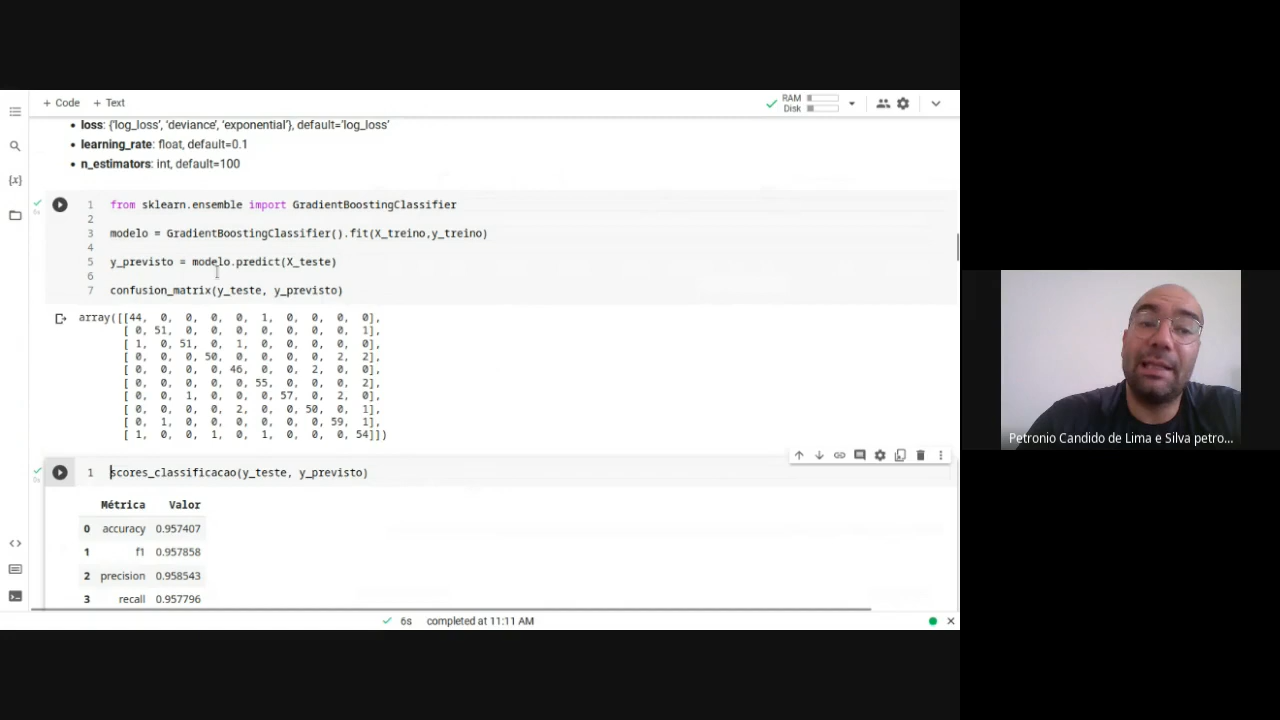 + Code + Text
RAM
Disk
• loss: {'log_loss', 'deviance', 'exponential'}, default='log_loss'
• learning_rate: float, default=0.1
• n_estimators: int, default=100
1 from sklearn.ensemble import GradientBoostingClassifier
2
3 modelo = GradientBoostingClassifier().fit(X_treino,y_treino)
4
5 y_previsto = modelo.predict(X_teste)
6
7 confusion_matrix(y_teste, y_previsto)
array([[44, 0, 0, 0, 0, 1, 0, 0, 0, 0],
[ 0, 51, 0, 0, 0, 0, 0, 0, 0, 1],
[ 1, 0, 51, 0, 1, 0, 0, 0, 0, 0],
[ 0, 0, 0, 50, 0, 0, 0, 0, 2, 2],
[ 0, 0, 0, 0, 46, 0, 0, 2, 0, 0],
[ 0, 0, 0, 0, 0, 55, 0, 0, 0, 2],
[ 0, 0, 1, 0, 0, 0, 57, 0, 2, 0],
[ 0, 0, 0, 0, 2, 0, 0, 50, 0, 1],
[ 0, 1, 0, 0, 0, 0, 0, 0, 59, 1],
[ 1, 0, 0, 1, 0, 1, 0, 0, 0, 54]])
1 scores_classificacao(y_teste, y_previsto)
Métrica Valor
0 accuracy 0.957407
1 f1 0.957858
2 precision 0.958543
3 recall 0.957796
6s completed at 11:11 AM
Petronio Candido de Lima e Silva petro...